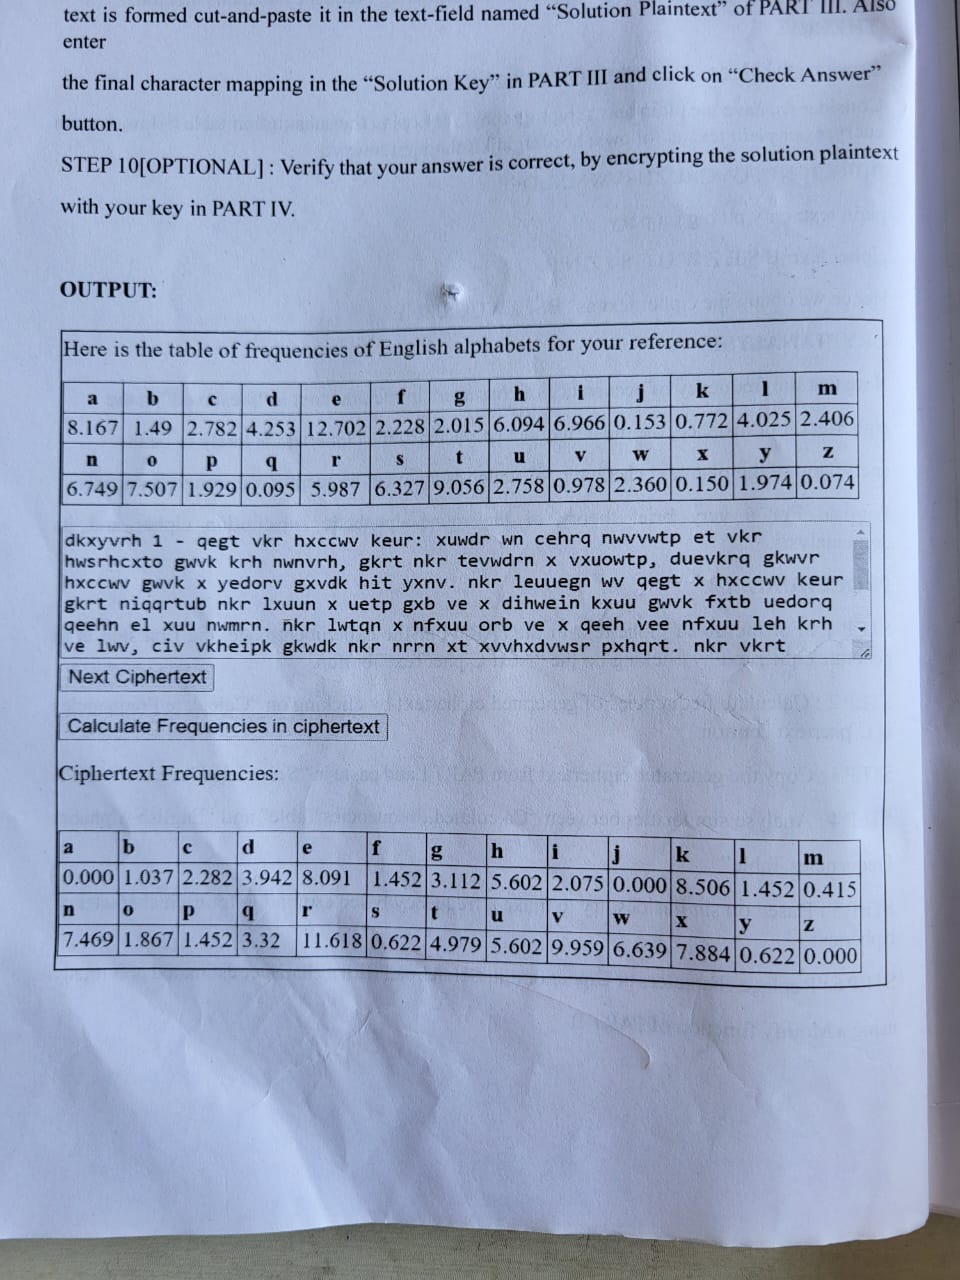 text is formed cut-and-paste it in the text-field named “Solution Plaintext” of PART III. Also
enter
the final character mapping in the “Solution Key” in PART III and click on “Check Answer”
button.
STEP 10[OPTIONAL] : Verify that your answer is correct, by encrypting the solution plaintext
with your key in PART IV.
OUTPUT:
Here is the table of frequencies of English alphabets for your reference:
a b c d e f g h i j k l m
8.167 1.49 2.782 4.253 12.702 2.228 2.015 6.094 6.966 0.153 0.772 4.025 2.406
n o p q r s t u v w x y z
6.749 7.507 1.929 0.095 5.987 6.327 9.056 2.758 0.978 2.360 0.150 1.974 0.074
dkxyvrh 1 - qegt vkr hxccwv keur: xuwdr wn cehrq nwvvwtp et vkr
hwsrhcxto gwvk krh nwnvrh, gkrt nkr tevwdrn x vxuowtp, duevkrq gkwvr
hxccwv gwvk x yedorv gxvdk hit yxnv. nkr leuuegn wv qegt x hxccwv keur
gkrt niqqrtub nkr lxuun x uetp gxb ve x dihwein kxuu gwvk fxtb uedorq
qeehn el xuu nwmrn. nkr lwtqn x nfxuu orb ve x qeeh vee nfxuu leh krh
ve lwv, civ vkheipk gkwdk nkr nrrn xt xvvhxdvwsr pxhqrt. nkr vkrt
Next Ciphertext
Calculate Frequencies in ciphertext
Ciphertext Frequencies:
a b c d e f g h i j k l m
0.000 1.037 2.282 3.942 8.091 1.452 3.112 5.602 2.075 0.000 8.506 1.452 0.415
n o p q r s t u v w x y z
7.469 1.867 1.452 3.32 11.618 0.622 4.979 5.602 9.959 6.639 7.884 0.622 0.000